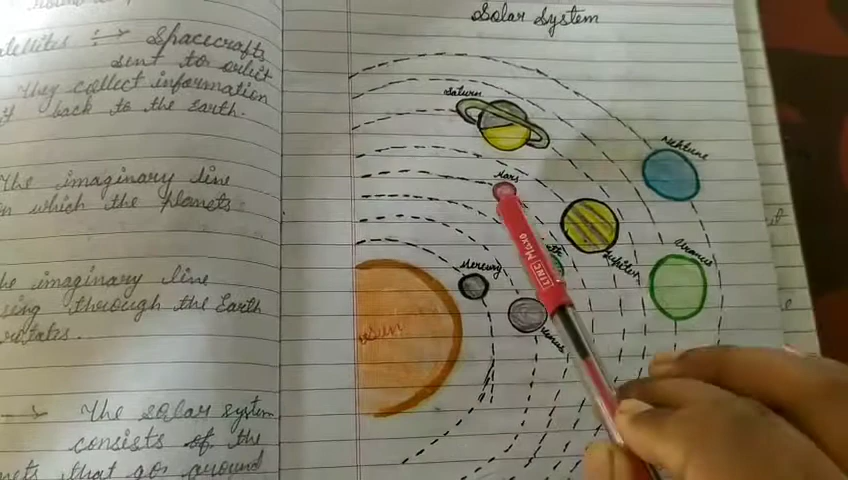 Satellites :→ Spacecrafts
sent to orbit
They collect information
back to the Earth.
The imaginary line
in which the planets
The imaginary line
through the Earth
rotates.
→ The solar system
consists of the
that go around
Solar System
Saturn
Neptune
Mars
Jupiter
Uranus
Mercury
Venus
Sun
LINC MAXO